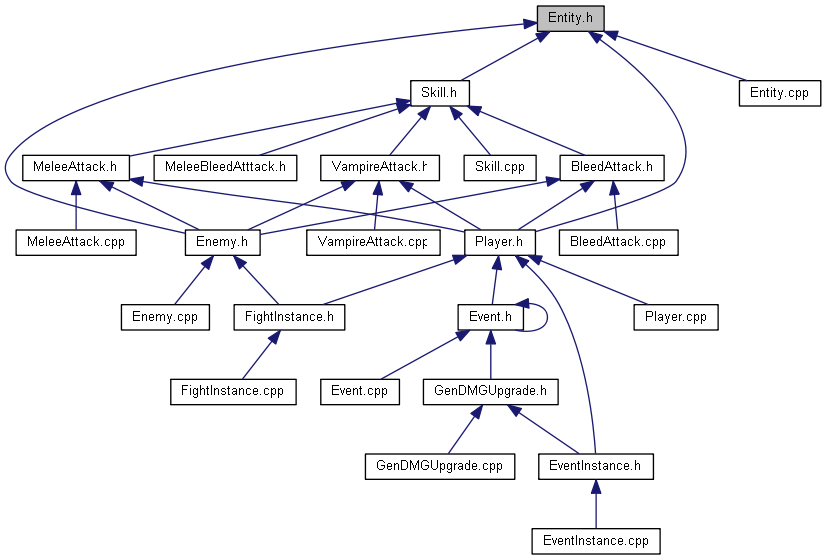 Entity.h
Skill.h
Entity.cpp
MeleeAttack.h
MeleeBleedAtttack.h
VampireAttack.h
Skill.cpp
BleedAttack.h
MeleeAttack.cpp
Enemy.h
VampireAttack.cpp
Player.h
BleedAttack.cpp
Enemy.cpp
FightInstance.h
Event.h
Player.cpp
FightInstance.cpp
Event.cpp
GenDMGUpgrade.h
GenDMGUpgrade.cpp
EventInstance.h
EventInstance.cpp